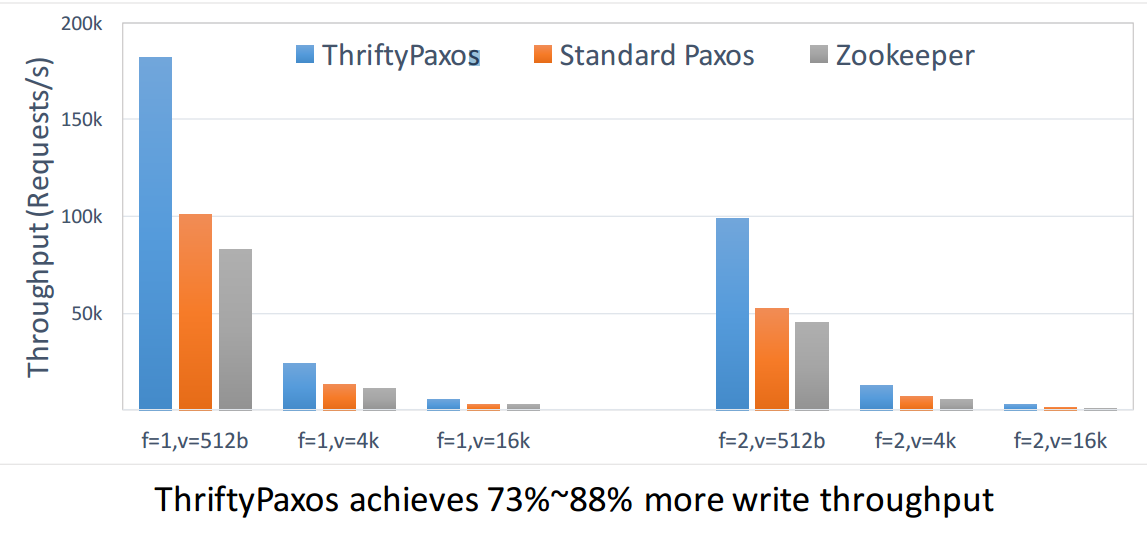 200k
ThriftyPaxos Standard Paxos Zookeeper
150k
100k
50k
Throughput (Requests/s)
f=1,v=512b f=1,v=4k f=1,v=16k f=2,v=512b f=2,v=4k f=2,v=16k
ThriftyPaxos achieves 73%~88% more write throughput